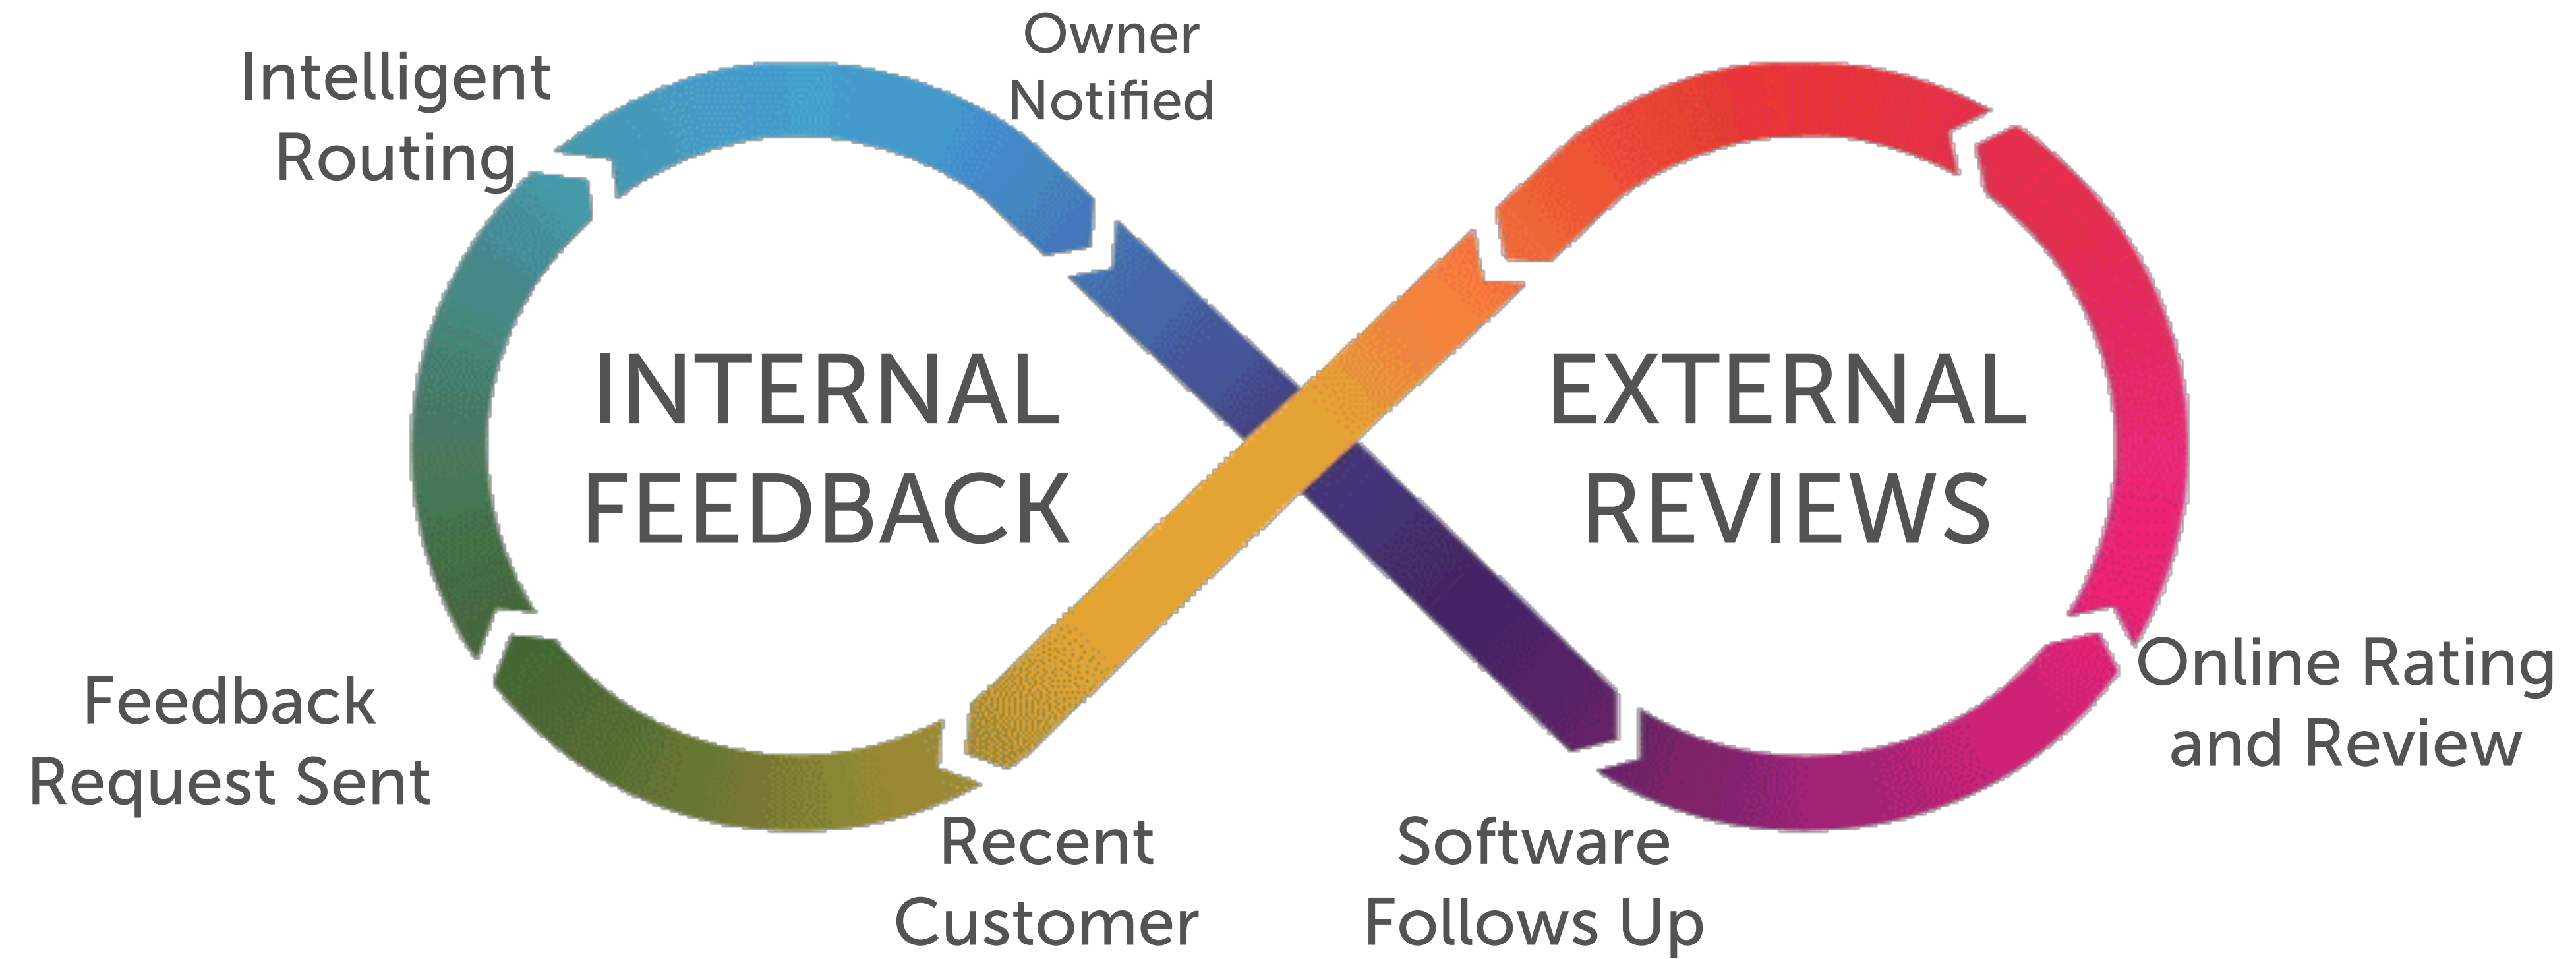 Intelligent
Routing
Owner
Notified
INTERNAL
FEEDBACK
EXTERNAL
REVIEWS
Feedback
Request Sent
Recent
Customer
Software
Follows Up
Online Rating
and Review